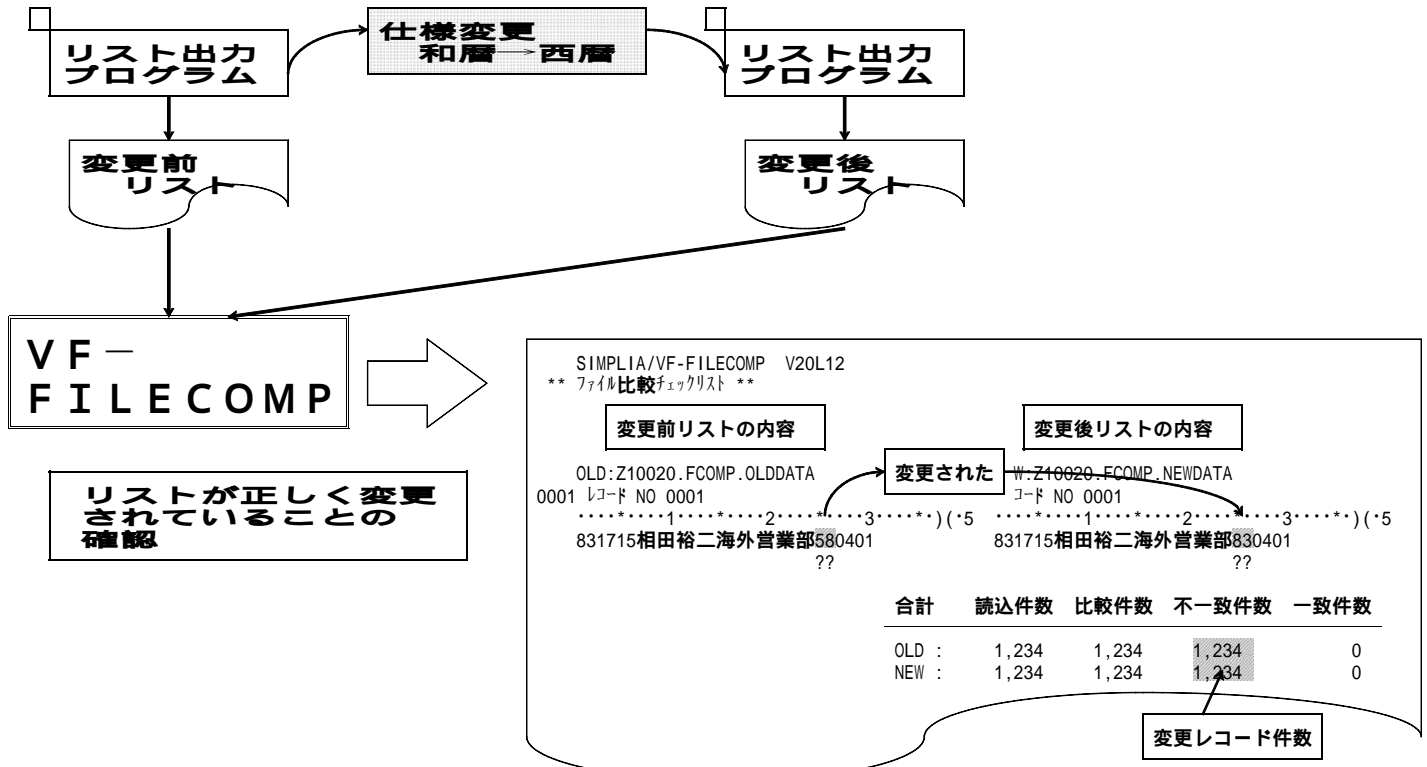 リスト出力
プログラム
仕様変更
和暦→西暦
リスト出力
プログラム
変更前
リスト
変更後
リスト
ＶＦ－
ＦＩＬＥＣＯＭＰ
リストが正しく変更
されていることの
確認
SIMPLIA/VF-FILECOMP V20L12
** ﾌｧｲﾙ比較ﾁｪｯｸﾘｽﾄ **
変更前リストの内容
変更後リストの内容
OLD:Z10020.FCOMP.OLDDATA
変更された
W:Z10020.FCOMP.NEWDATA
0001 ﾚｺｰﾄﾞ NO 0001
ｺｰﾄﾞ NO 0001
････*････1････*････2････*････3････*･)(･5
････*････1････*････2････*････3････*･)(･5
831715相田裕二海外営業部580401
831715相田裕二海外営業部830401
??
??
合計 読込件数 比較件数 不一致件数 一致件数
OLD : 1,234 1,234 1,234 0
NEW : 1,234 1,234 1,234 0
変更レコード件数